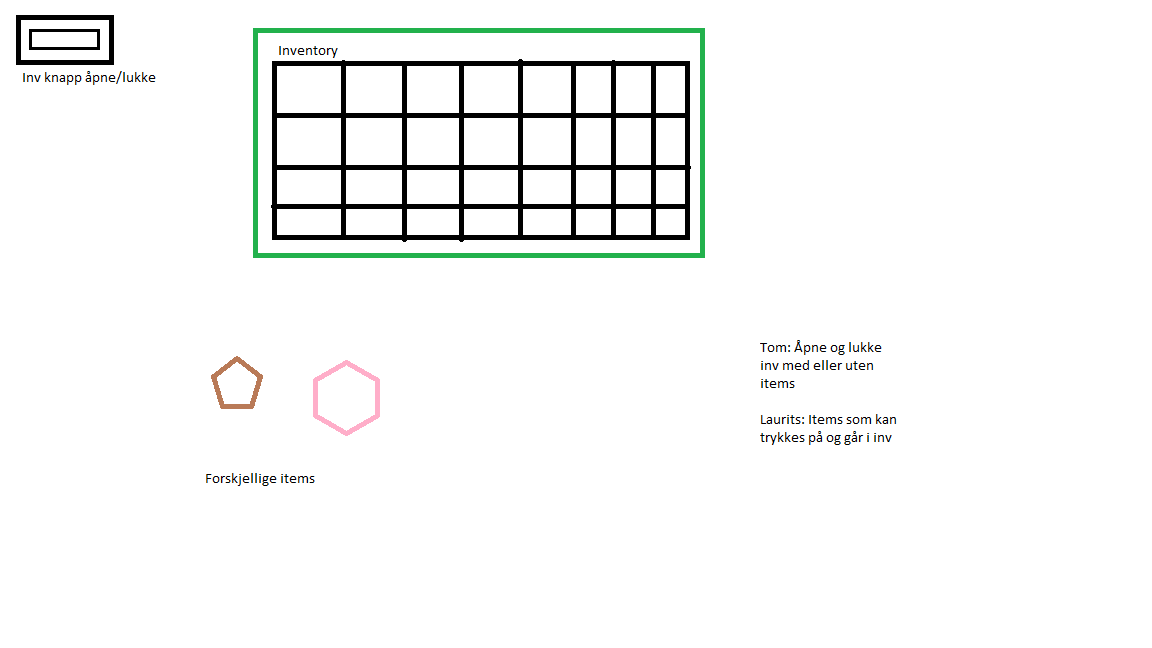 Inventory
Inv knapp åpne/lukke
Tom: Åpne og lukke
inv med eller uten
items
Laurits: Items som kan
trykkes på og går i inv
Forskjellige items